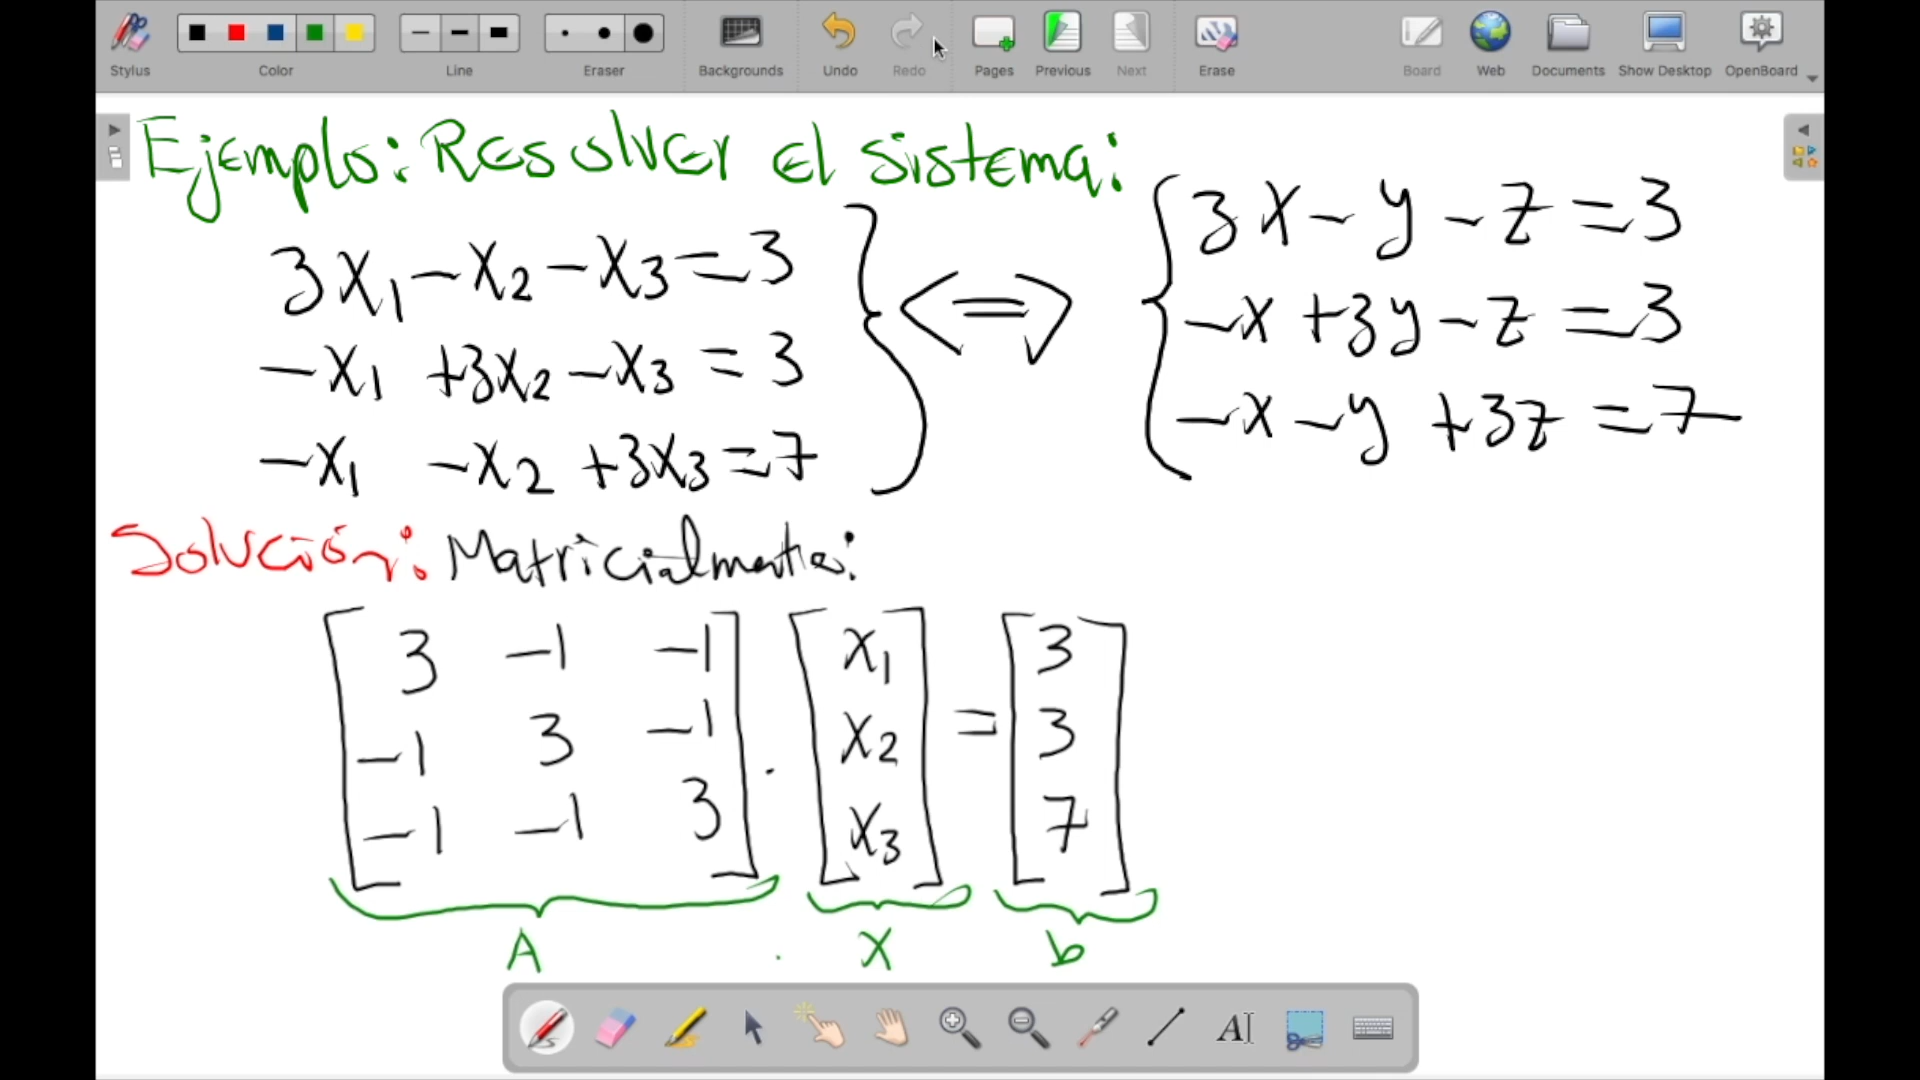 Stylus Color Line Eraser Backgrounds Undo Redo Pages Previous Next Erase Board Web Documents Show Desktop OpenBoard
Ejemplo: Resolver el sistema:
3x₁ - x₂ - x₃ = 3
-x₁ + 3x₂ - x₃ = 3
-x₁ - x₂ + 3x₃ = 7
<=>
3x - y - z = 3
-x + 3y - z = 3
-x - y + 3z = 7
Solución: Matricialmente:
3 -1 -1 x₁ 3
-1 3 -1 · x₂ = 3
-1 -1 3 x₃ 7
A . X b
AI